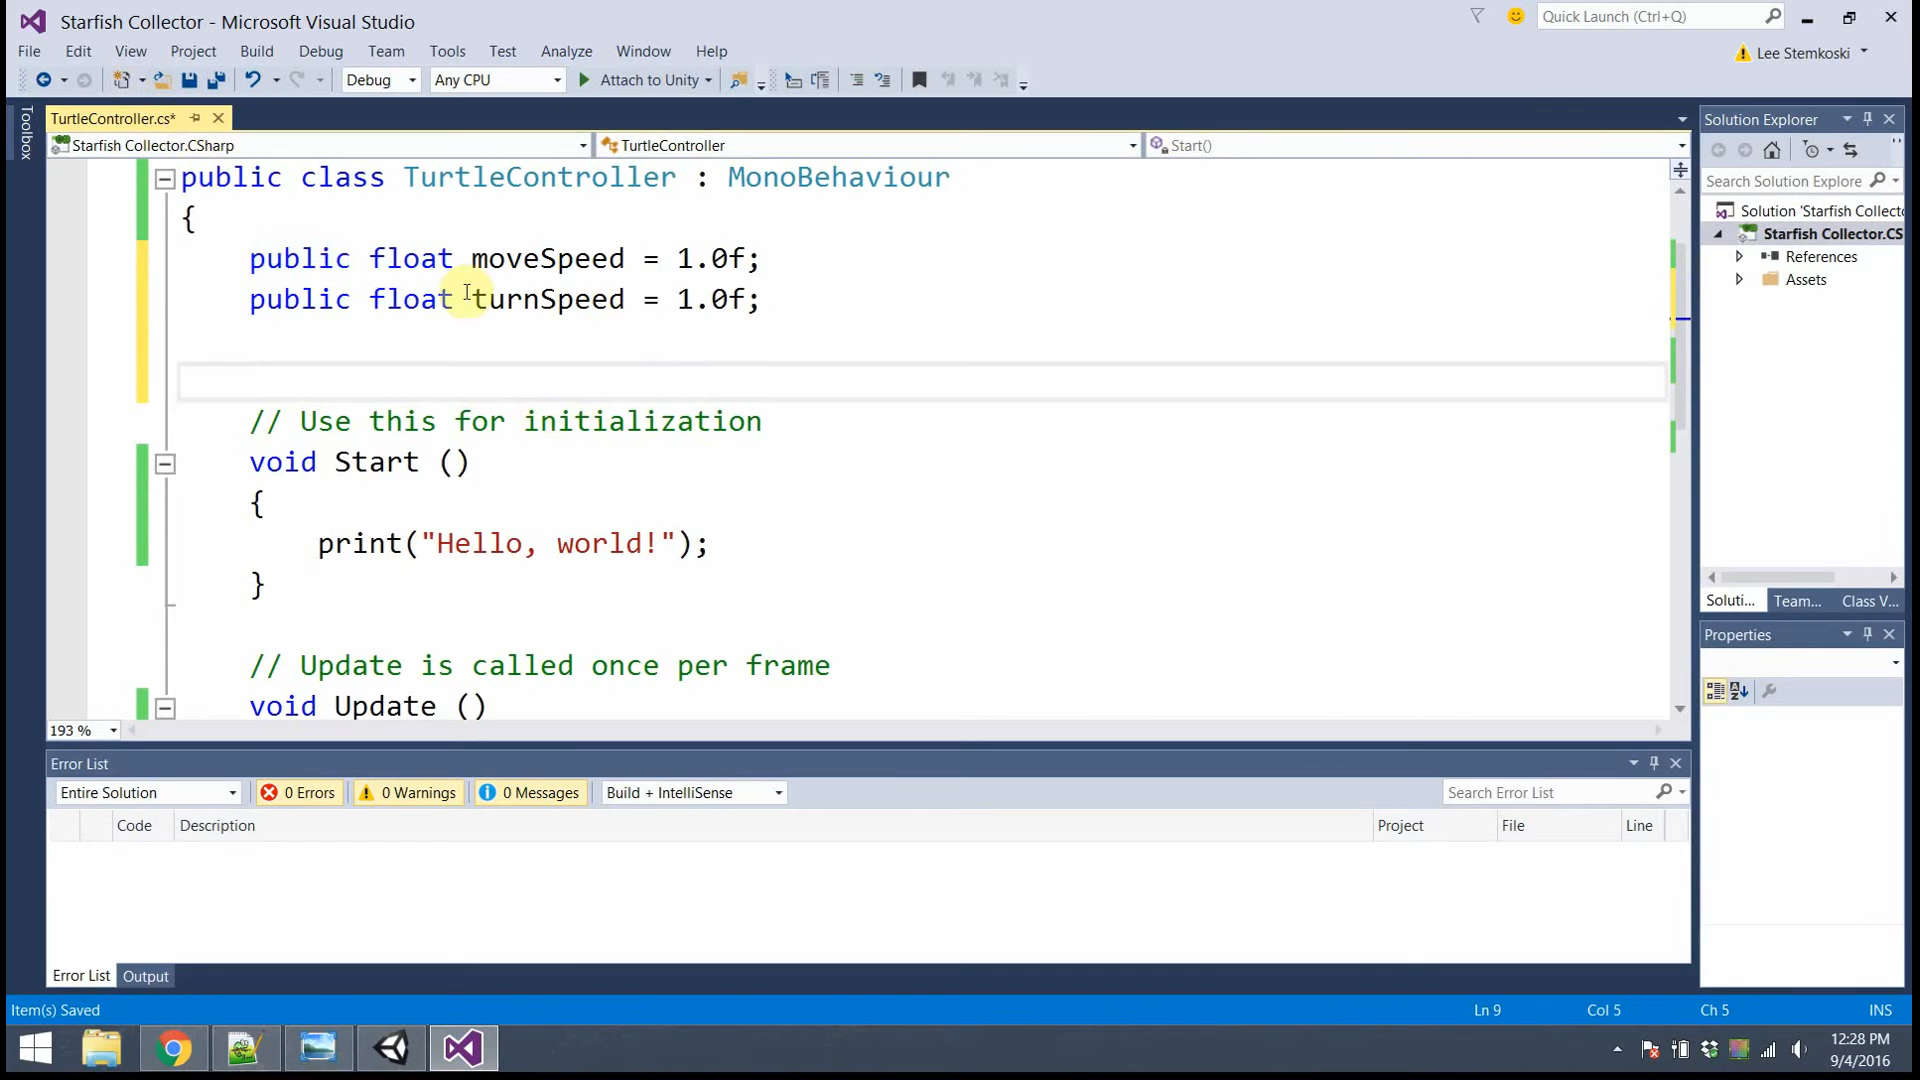 Starfish Collector - Microsoft Visual Studio
Quick Launch (Ctrl+Q)
File Edit View Project Build Debug Team Tools Test Analyze Window Help
Lee Stemkoski
Debug Any CPU Attach to Unity
Toolbox
TurtleController.cs*
Starfish Collector.CSharp TurtleController Start()
public class TurtleController : MonoBehaviour
{
public float moveSpeed = 1.0f;
public float turnSpeed = 1.0f;
// Use this for initialization
void Start ()
{
print("Hello, world!");
}
// Update is called once per frame
void Update ()
193 %
Solution Explorer
Search Solution Explore
Solution 'Starfish Collecto
Starfish Collector.CS
References
Assets
Soluti... Team... Class V...
Properties
Error List
Entire Solution 0 Errors 0 Warnings 0 Messages Build + IntelliSense Search Error List
Code Description Project File Line
Error List Output
Item(s) Saved Ln 9 Col 5 Ch 5 INS
12:28 PM
9/4/2016